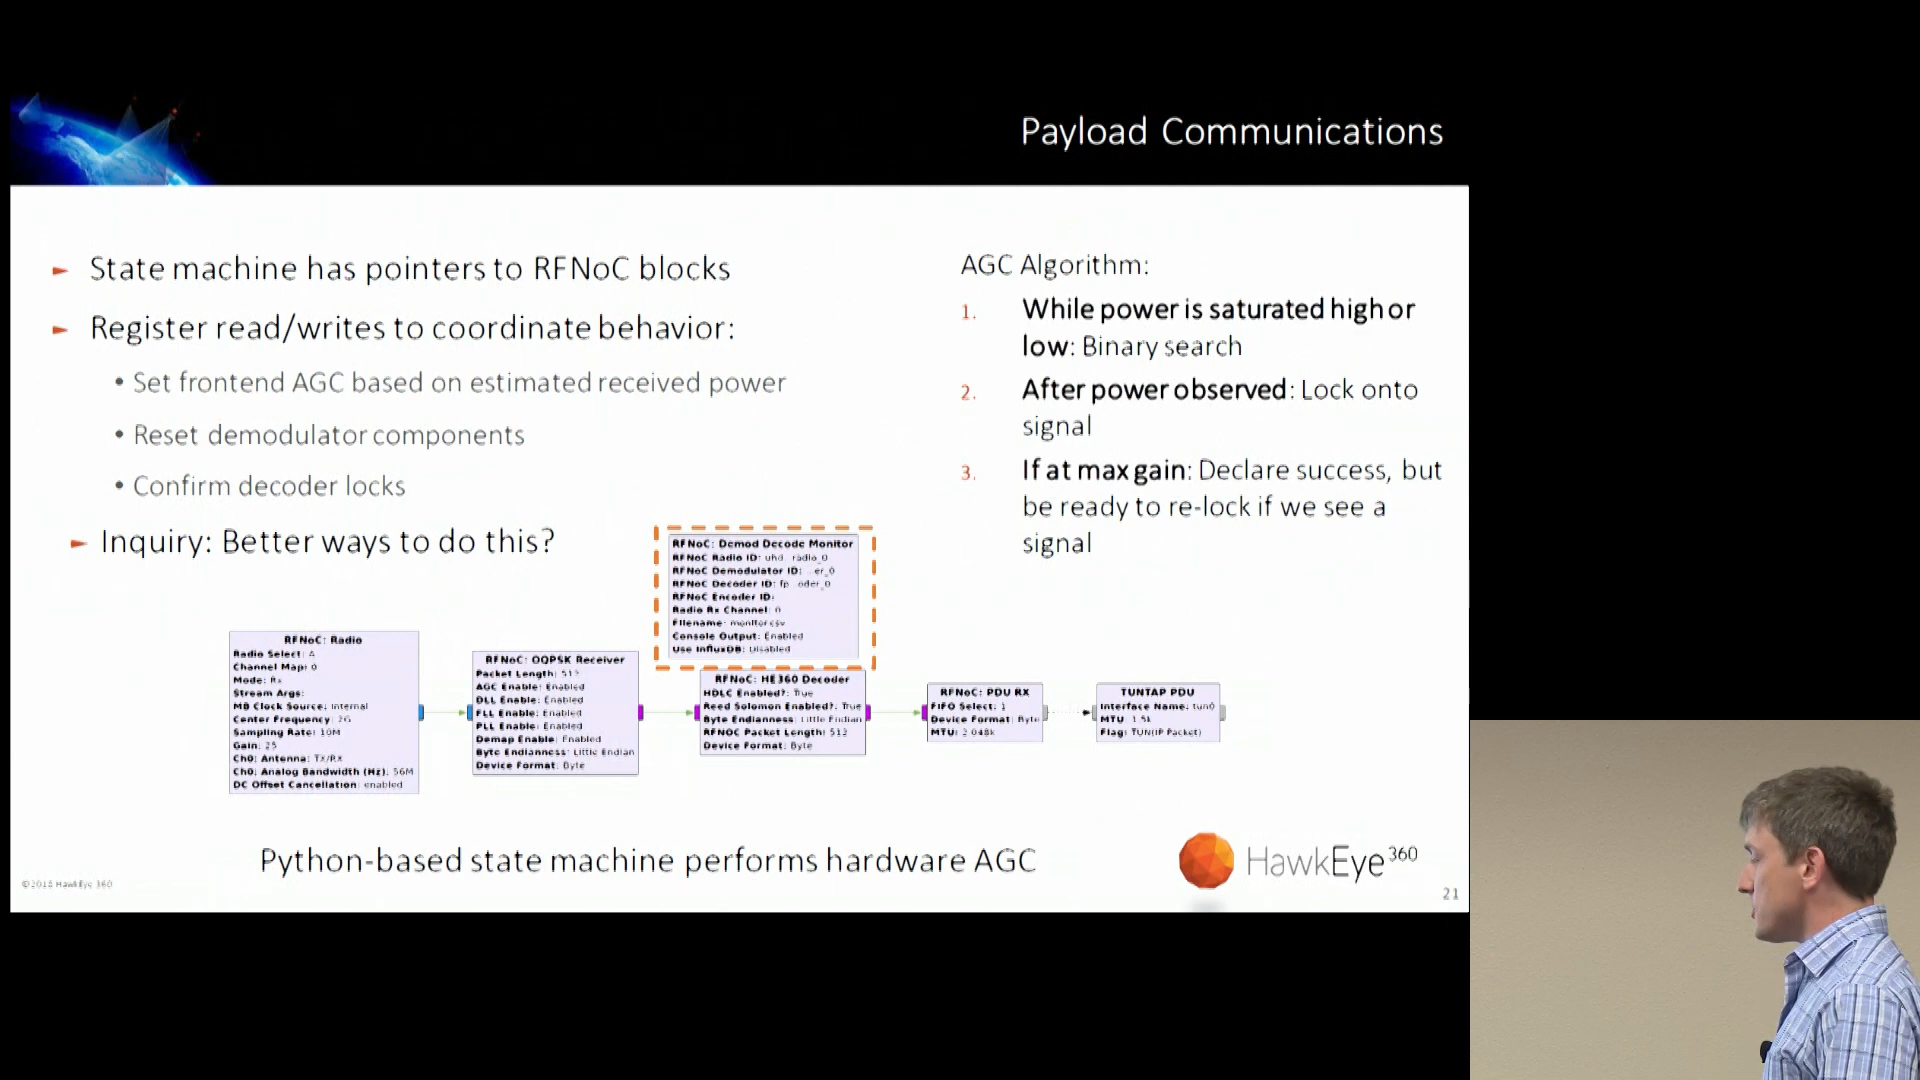 Payload Communications
► State machine has pointers to RFNoC blocks
► Register read/writes to coordinate behavior:
• Set frontend AGC based on estimated received power
• Reset demodulator components
• Confirm decoder locks
► Inquiry: Better ways to do this?
AGC Algorithm:
1. While power is saturated high or
low: Binary search
2. After power observed: Lock onto
signal
3. If at max gain: Declare success, but
be ready to re-lock if we see a
signal
RFNoC: Demod Decode Monitor
RFNoC Radio ID: uhd radio_0
RFNoC Demodulator ID: ...er_0
RFNoC Decoder ID: fp...oder_0
RFNoC Encoder ID:
Radio Rx Channel: 0
Filename: monitor.csv
Console Output: Enabled
Use InfluxDB: Disabled
RFNoC: Radio
Radio Select: A
Channel Map: 0
Mode: Rx
Stream Args:
MB Clock Source: Internal
Center Frequency: 2G
Sampling Rate: 10M
Gain: 25
Ch0: Antenna: TX/RX
Ch0: Analog Bandwidth (Hz): 56M
DC Offset Cancellation: enabled
RFNoC: OQPSK Receiver
Packet Length: 512
AGC Enable: Enabled
DLL Enable: Enabled
FLL Enable: Enabled
PLL Enable: Enabled
Demap Enable: Enabled
Byte Endianness: Little Endian
Device Format: Byte
RFNoC: HE360 Decoder
HDLC Enabled?: True
Reed Solomon Enabled?: True
Byte Endianness: Little Endian
RFNOC Packet Length: 512
Device Format: Byte
RFNoC: PDU RX
FIFO Select: 1
Device Format: Byte
MTU: 2.048k
TUNTAP PDU
Interface Name: tun0
MTU: 1.5k
Flag: TUN(IP Packet)
Python-based state machine performs hardware AGC
HawkEye360
HawkEye 360
21